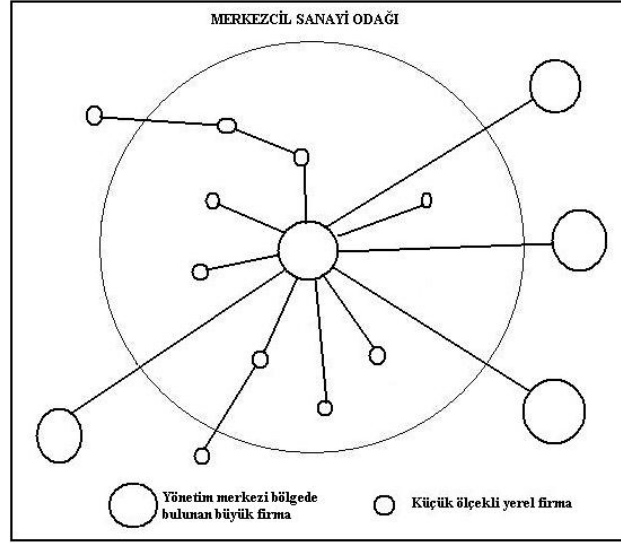 MERKEZCİL SANAYİ ODAĞI
Yönetim merkezi bölgede
bulunan büyük firma
Küçük ölçekli yerel firma